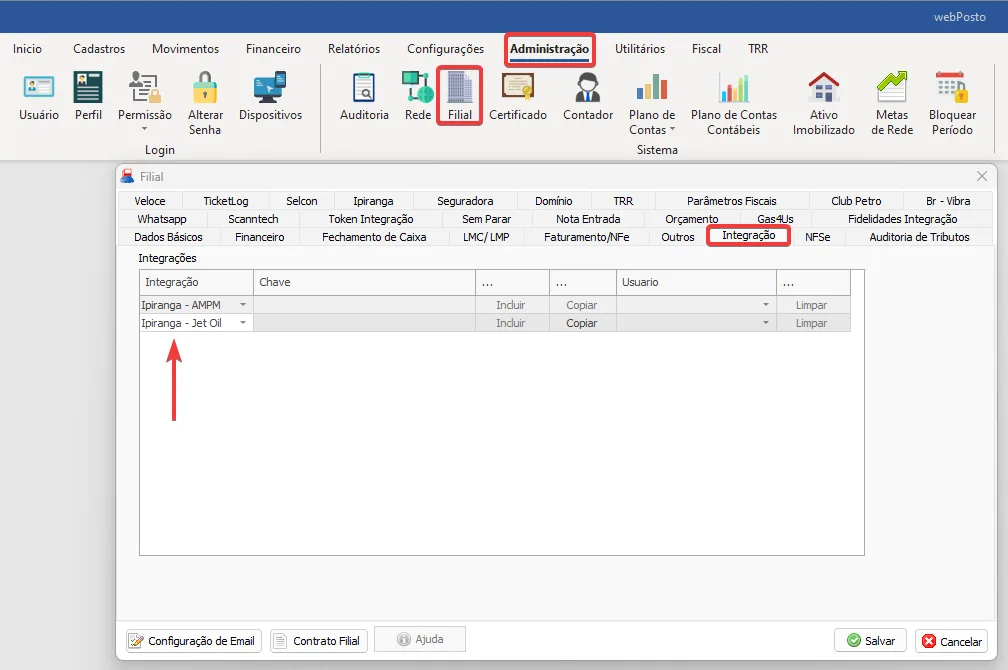 webPosto
Inicio Cadastros Movimentos Financeiro Relatórios Configurações Administração Utilitários Fiscal TRR
Usuário Perfil Permissão Alterar Senha Dispositivos Auditoria Rede Filial Certificado Contador Plano de Contas Plano de Contas Contábeis Ativo Imobilizado Metas de Rede Bloquear Período
Login Sistema
Filial
Veloce TicketLog Selcon Ipiranga Seguradora Domínio TRR Parâmetros Fiscais Club Petro Br - Vibra
Whatsapp Scanntech Token Integração Sem Parar Nota Entrada Orçamento Gas4Us Fidelidades Integração
Dados Básicos Financeiro Fechamento de Caixa LMC/ LMP Faturamento/NFe Outros Integração NFSe Auditoria de Tributos
Integrações
Integração Chave ... ... Usuario ...
Ipiranga - AMPM Incluir Copiar Limpar
Ipiranga - Jet Oil Incluir Copiar Limpar
Configuração de Email Contrato Filial Ajuda Salvar Cancelar